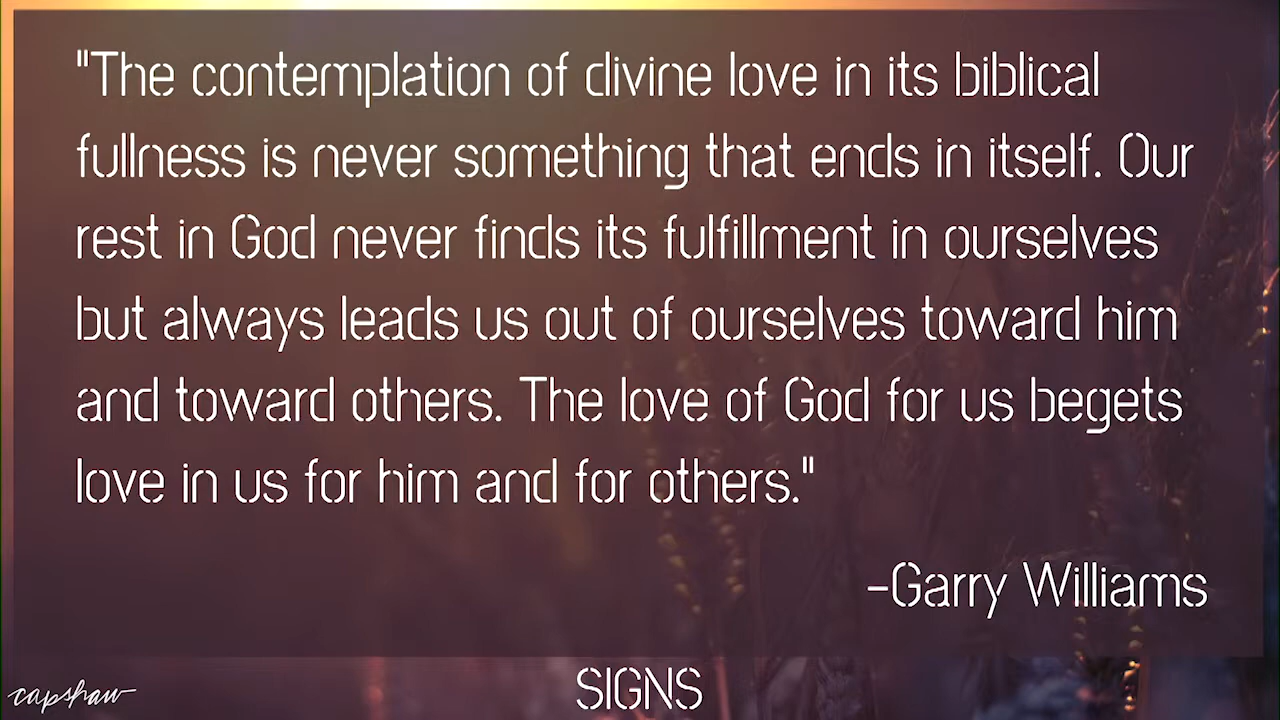 "The contemplation of divine love in its biblical
fullness is never something that ends in itself. Our
rest in God never finds its fulfillment in ourselves
but always leads us out of ourselves toward him
and toward others. The love of God for us begets
love in us for him and for others."
-Garry Williams
capshaw
SIGNS